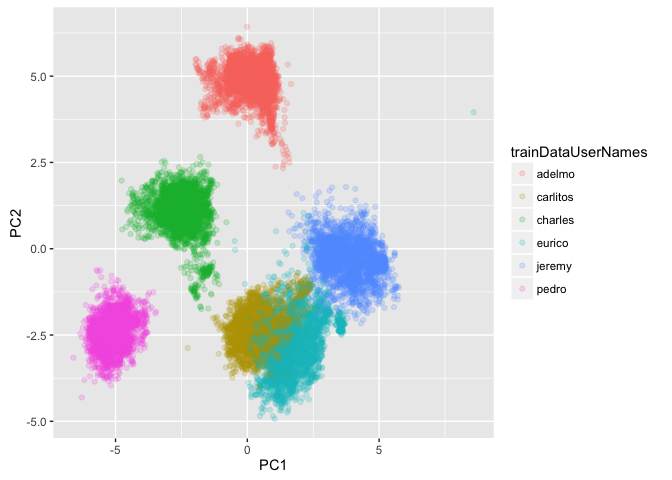 5.0
2.5
0.0
-2.5
-5.0
PC2
-5
0
5
PC1
trainDataUserNames
adelmo
carlitos
charles
eurico
jeremy
pedro